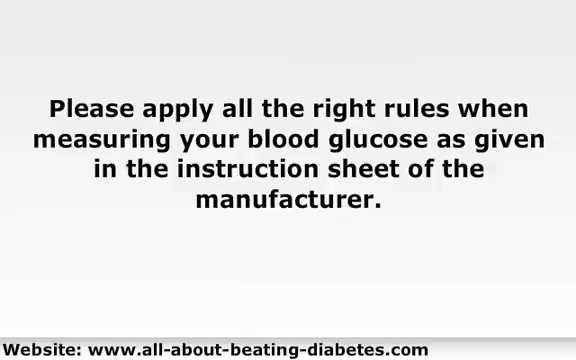 Please apply all the right rules when
measuring your blood glucose as given
in the instruction sheet of the
manufacturer.
Website: www.all-about-beating-diabetes.com